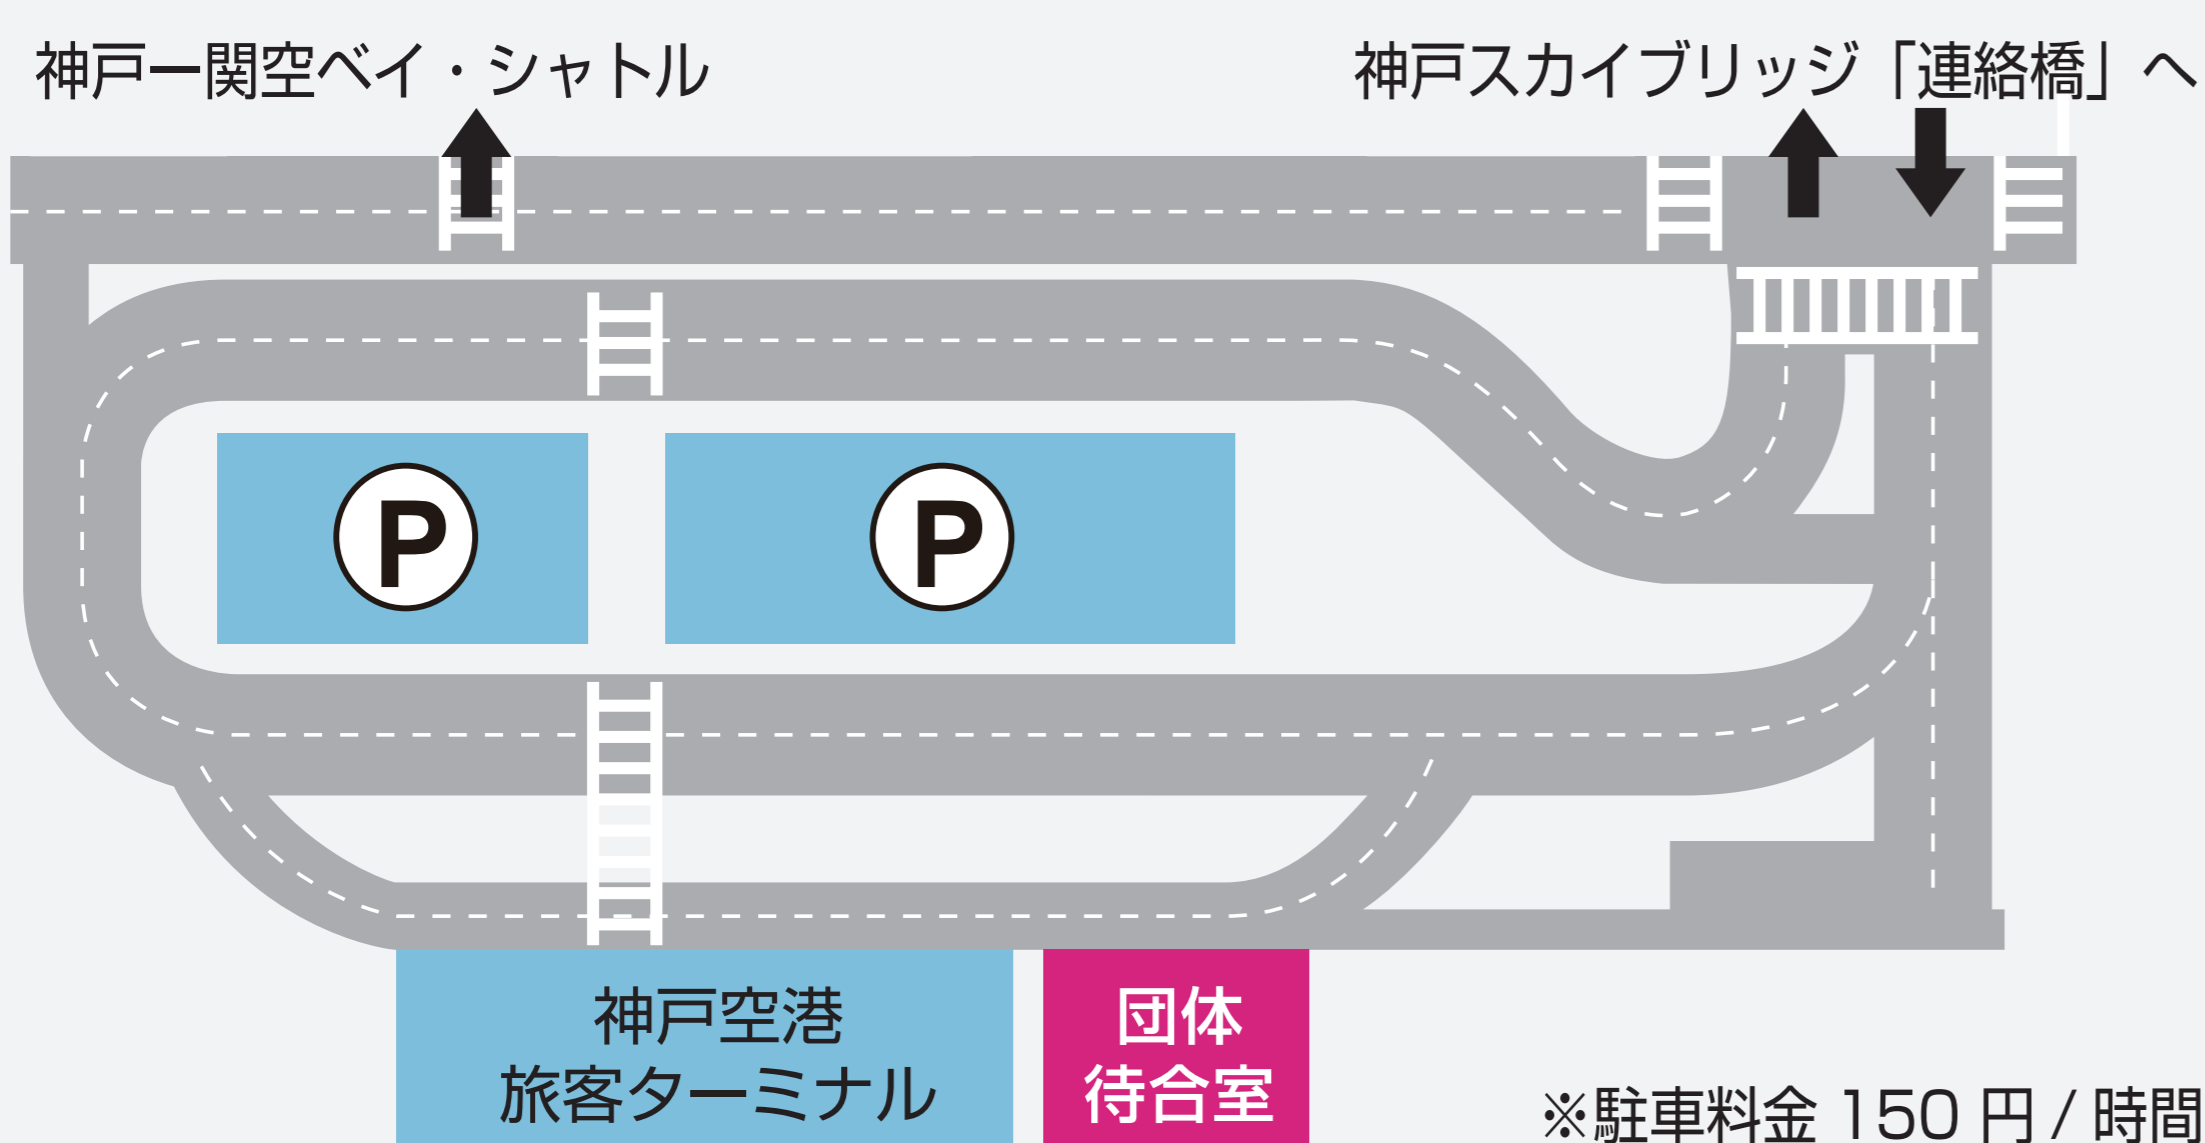 神戸ー関空ベイ・シャトル
神戸スカイブリッジ「連絡橋」へ
P
P
神戸空港
旅客ターミナル
団体
待合室
※駐車料金 150 円 / 時間